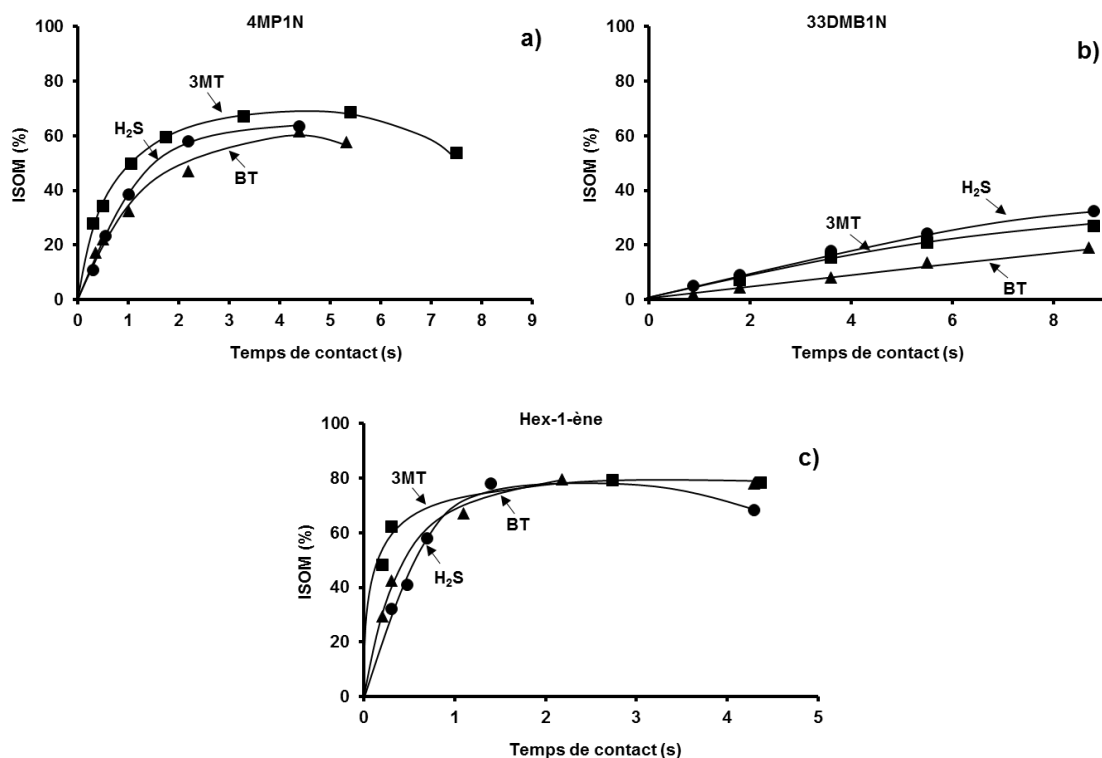 4MP1N
a)
100
80
60
40
20
0
ISOM (%)
3MT
H₂S
BT
0 1 2 3 4 5 6 7 8 9
Temps de contact (s)
33DMB1N
b)
100
80
60
40
20
0
ISOM (%)
H₂S
3MT
BT
0 2 4 6 8
Temps de contact (s)
Hex-1-ène
c)
100
80
60
40
20
0
ISOM (%)
3MT
BT
H₂S
0 1 2 3 4 5
Temps de contact (s)